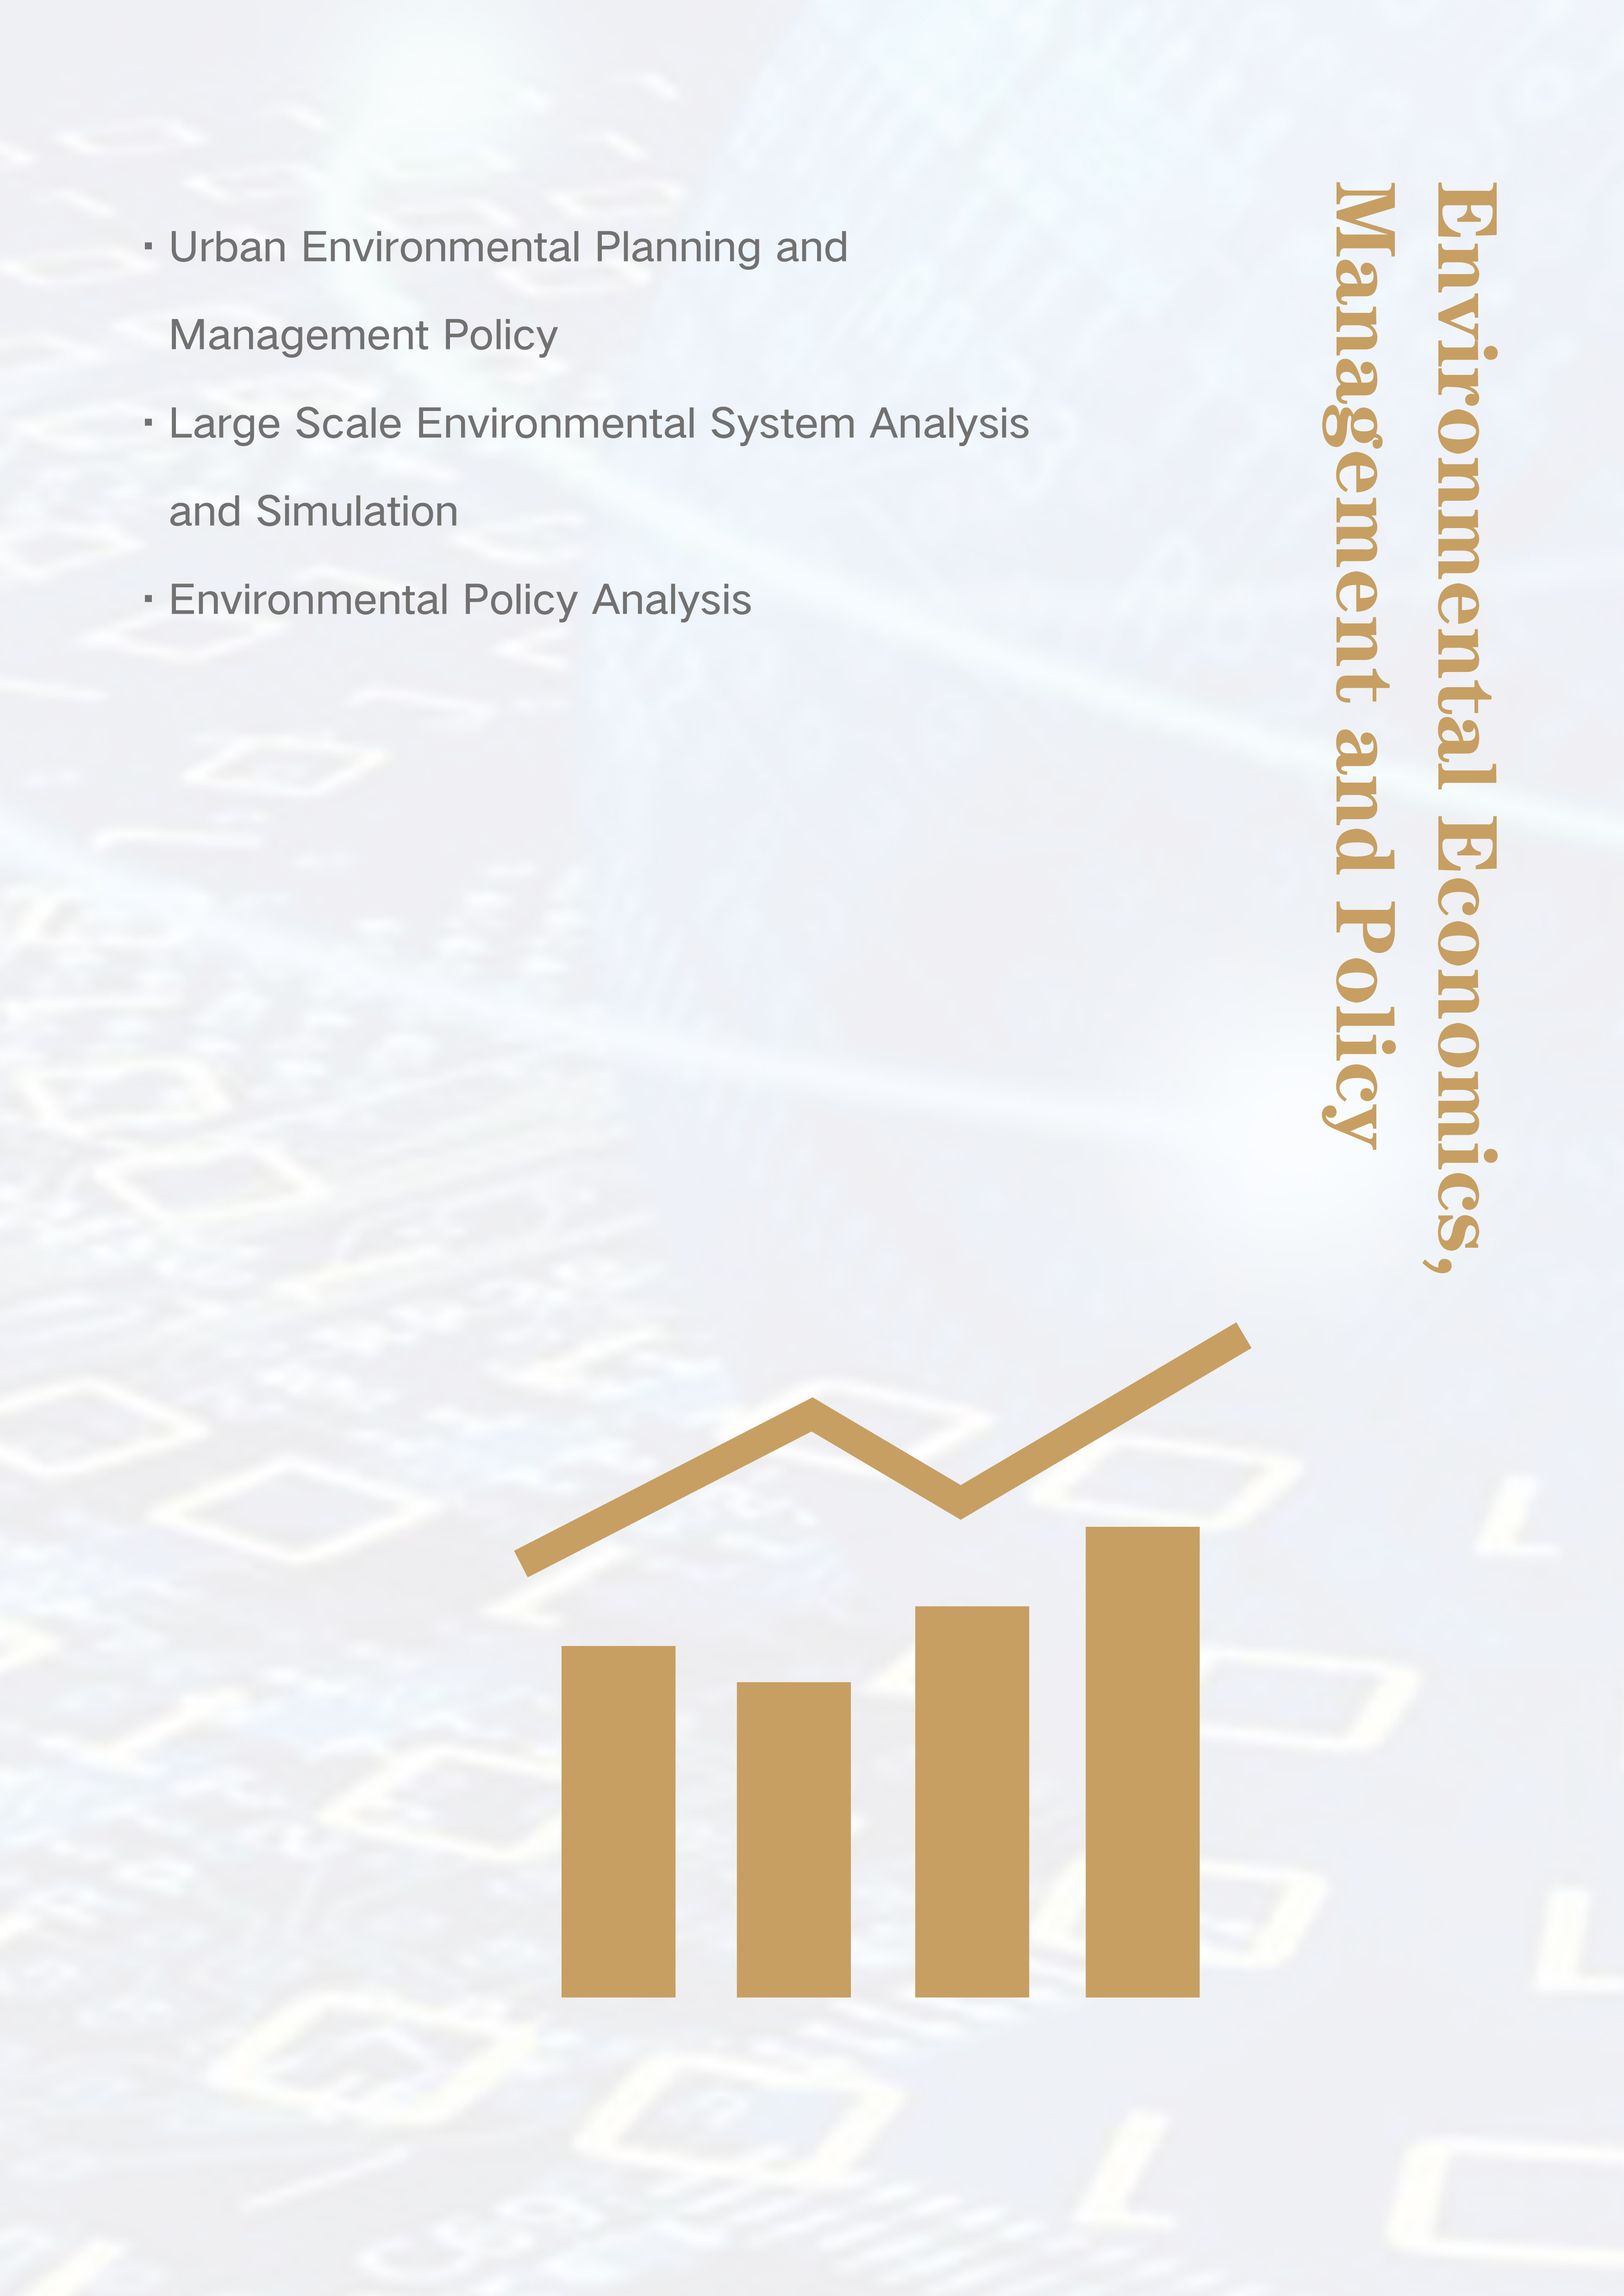 Environmental Economics,
Management and Policy
· Urban Environmental Planning and
Management Policy
· Large Scale Environmental System Analysis
and Simulation
· Environmental Policy Analysis